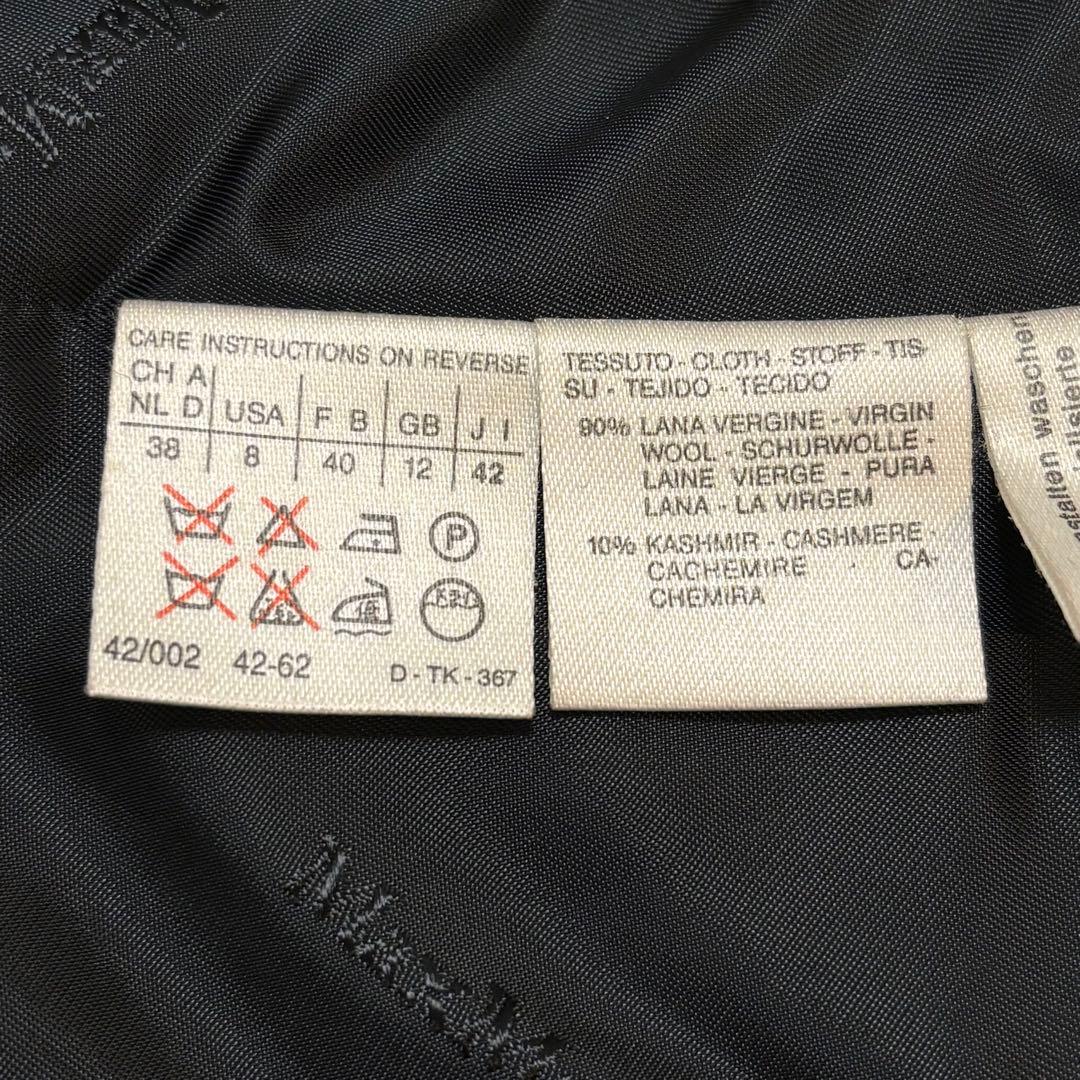 CARE INSTRUCTIONS ON REVERSE
CH A
NL D USA F B GB J I
38 8 40 12 42
P
42/002 42-62
D - TK - 367
TESSUTO - CLOTH - STOFF - TIS-
SU - TEJIDO - TECIDO
90% LANA VERGINE - VIRGIN
WOOL - SCHURWOLLE -
LAINE VIERGE - PURA
LANA - LA VIRGEM
10% KASHMIR - CASHMERE -
CACHEMIRE - CA-
CHEMIRA
waschen